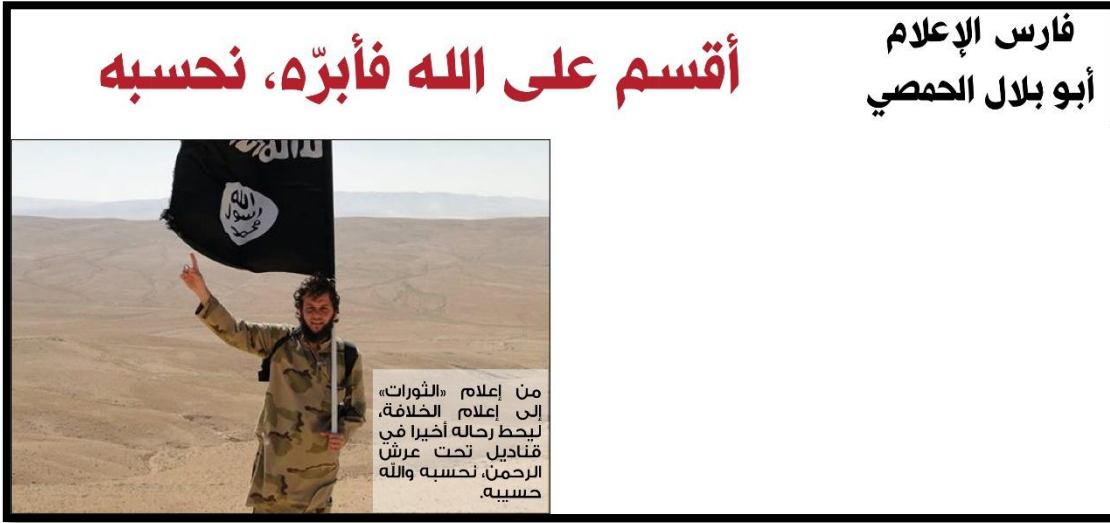 فارس الإعلام
أبو بلال الحمصي
أقسم على الله فأبرّه، نحسبه
الله
رسول
محمد
من إعلام «الثورات»
إلى إعلام الخلافة،
ليحط رحاله أخيرا في
قناديل تحت عرش
الرحمن، نحسبه والله
حسيبه.